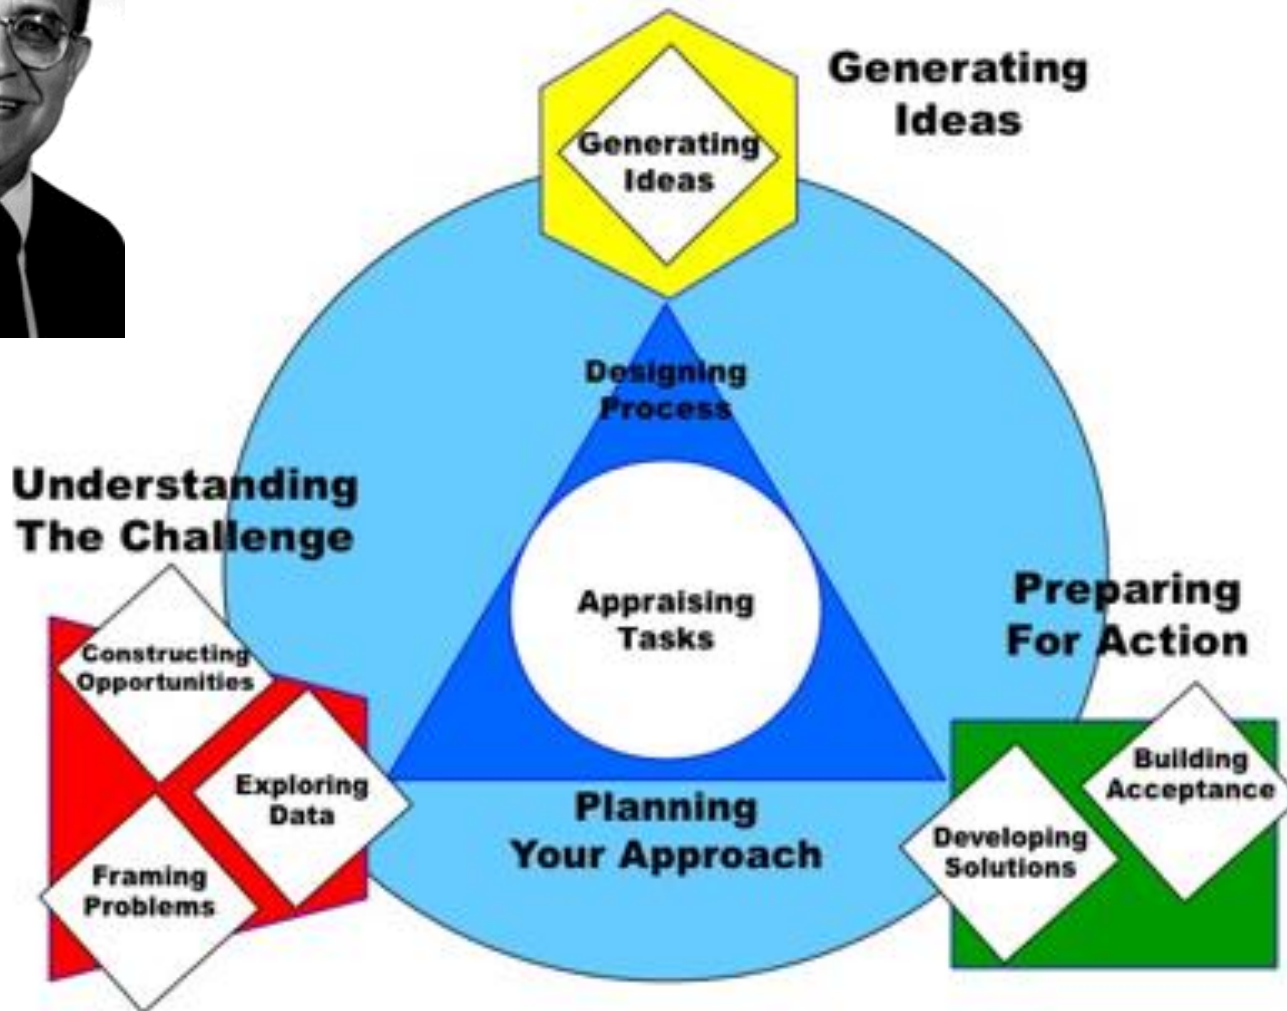 Generating
Ideas
Generating
Ideas
Designing
Process
Understanding
The Challenge
Appraising
Tasks
Preparing
For Action
Constructing
Opportunities
Exploring
Data
Framing
Problems
Planning
Your Approach
Building
Acceptance
Developing
Solutions